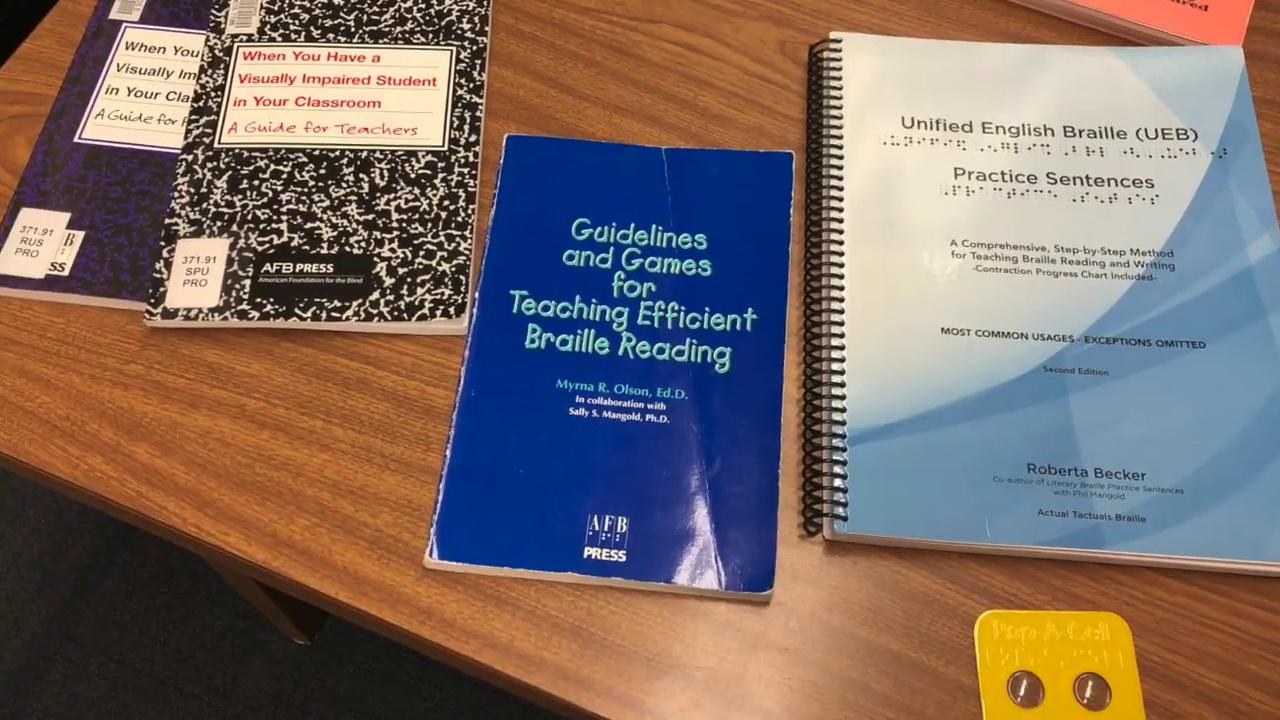 When You
Visually Im
in Your Cla
A Guide for
371.91
RUS
PRO
B
SS
When You Have a
Visually Impaired Student
in Your Classroom
A Guide for Teachers
371.91
SPU
PRO
AFB PRESS
American Foundation for the Blind
Guidelines
and Games
for
Teaching Efficient
Braille Reading
Myrna R. Olson, Ed.D.
In collaboration with
Sally S. Mangold, Ph.D.
AFB
PRESS
Unified English Braille (UEB)
Practice Sentences
A Comprehensive, Step-by-Step Method
for Teaching Braille Reading and Writing
-Contraction Progress Chart Included-
MOST COMMON USAGES - EXCEPTIONS OMITTED
Second Edition
Roberta Becker
Co-author of Literary Braille Practice Sentences
with Phil Mangold
Actual Tactuals Braille
Pop-A-Cell